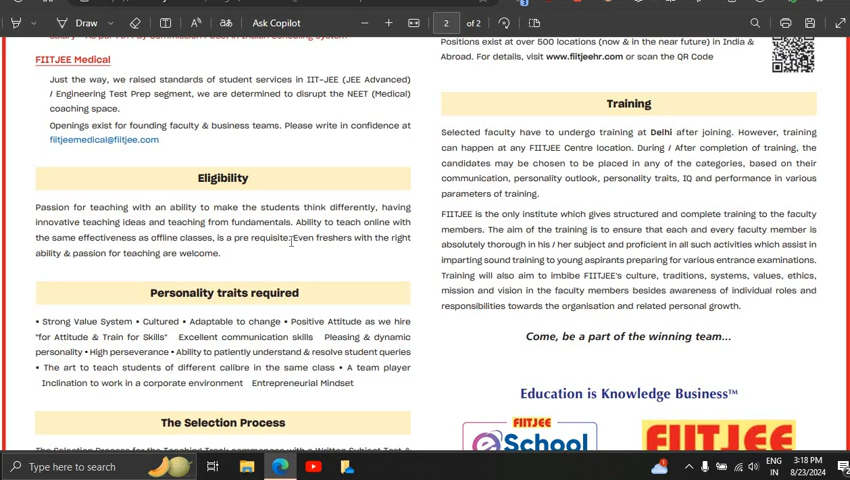 Draw
Ask Copilot
2
of 2
3
FIITJEE Medical
Just the way, we raised standards of student services in IIT-JEE (JEE Advanced)
/ Engineering Test Prep segment, we are determined to disrupt the NEET (Medical)
coaching space.
Openings exist for founding faculty & business teams. Please write in confidence at
fiitjeemedical@fiitjee.com
Eligibility
Passion for teaching with an ability to make the students think differently, having
innovative teaching ideas and teaching from fundamentals. Ability to teach online with
the same effectiveness as offline classes, is a pre requisite. Even freshers with the right
ability & passion for teaching are welcome.
Personality traits required
• Strong Value System • Cultured • Adaptable to change • Positive Attitude as we hire
"for Attitude & Train for Skills" Excellent communication skills Pleasing & dynamic
personality • High perseverance • Ability to patiently understand & resolve student queries
• The art to teach students of different calibre in the same class • A team player
Inclination to work in a corporate environment Entrepreneurial Mindset
The Selection Process
The Selection Process for the Teaching Track commences with a Written Subject Test &
Positions exist at over 500 locations (now & in the near future) in India &
Abroad. For details, visit www.fiitjeehr.com or scan the QR Code
Training
Selected faculty have to undergo training at Delhi after joining. However, training
can happen at any FIITJEE Centre location. During / After completion of training, the
candidates may be chosen to be placed in any of the categories, based on their
communication, personality outlook, personality traits, IQ and performance in various
parameters of training.
FIITJEE is the only institute which gives structured and complete training to the faculty
members. The aim of the training is to ensure that each and every faculty member is
absolutely thorough in his / her subject and proficient in all such activities which assist in
imparting sound training to young aspirants preparing for various entrance examinations.
Training will also aim to imbibe FIITJEE's culture, traditions, systems, values, ethics,
mission and vision in the faculty members besides awareness of individual roles and
responsibilities towards the organisation and related personal growth.
Come, be a part of the winning team...
Education is Knowledge Business™
FIITJEE
eSchool
FIITJEE
Type here to search
ENG
IN
3:18 PM
8/23/2024